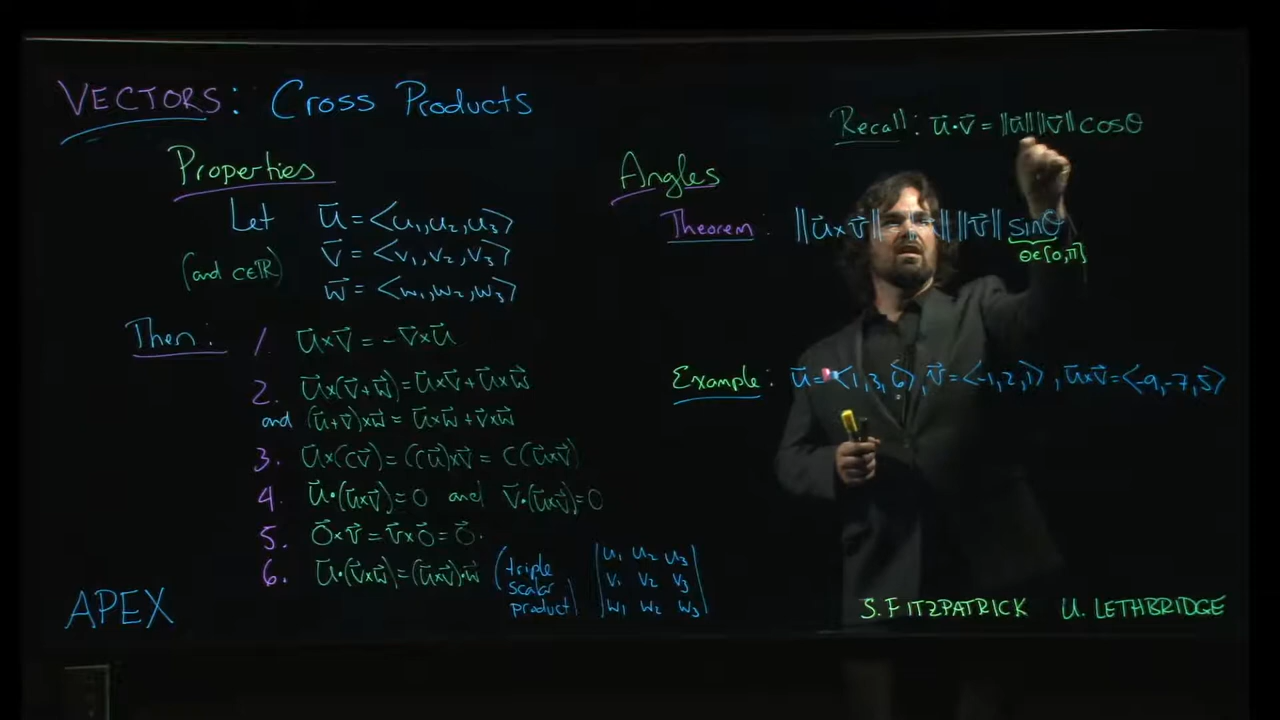 VECTORS: Cross Products
Properties
Let u⃗ = <u₁,u₂,u₃>
v⃗ = <v₁,v₂,v₃>
(and c∈ℝ)
w⃗ = <w₁,w₂,w₃>
Then:
1. u⃗×v⃗ = -v⃗×u⃗
2. u⃗×(v⃗+w⃗) = u⃗×v⃗ + u⃗×w⃗
and (u⃗+v⃗)×w⃗ = u⃗×w⃗ + v⃗×w⃗
3. u⃗×(cv⃗) = (cu⃗)×v⃗ = c(u⃗×v⃗)
4. u⃗•(u⃗×v⃗) = 0 and v⃗•(u⃗×v⃗) = 0
5. 0⃗×v⃗ = v⃗×0⃗ = 0⃗.
6. u⃗•(v⃗×w⃗) = (u⃗×v⃗)•w⃗
(triple
scalar
product)
|u₁ u₂ u₃|
|v₁ v₂ v₃|
|w₁ w₂ w₃|
APEX
Recall: u⃗•v⃗ = ‖u⃗‖‖v⃗‖cosθ
Angles
Theorem: ‖u⃗×v⃗‖ = ‖v⃗‖ sinθ
θ∈[0,π]
Example: u⃗ = <1,3,6>, v⃗ = <-1,2,1>, u⃗×v⃗ = <-9,-7,5>
S. FITZPATRICK U. LETHBRIDGE